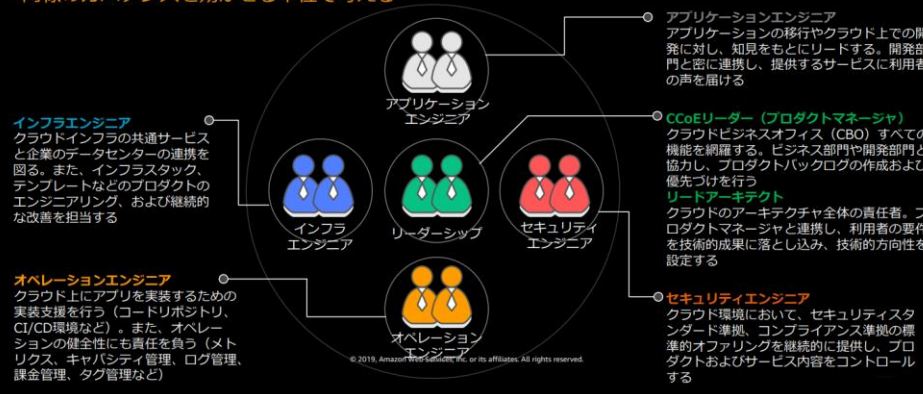 アプリケーションエンジニア
アプリケーションの移行やクラウド上での開
発に対し、知見をもとにリードする。開発部
門と密に連携し、提供するサービスに利用者
の声を届ける
アプリケーション
エンジニア
インフラエンジニア
クラウドインフラの共通サービス
と企業のデータセンターの連携を
図る。また、インフラスタック、
テンプレートなどのプロダクトの
エンジニアリング、および継続的
な改善を担当する
インフラ
エンジニア
リーダーシップ
セキュリティ
エンジニア
CCoEリーダー（プロダクトマネージャ）
クラウドビジネスオフィス（CBO）すべての
機能を網羅する。ビジネス部門や開発部門と
協力し、プロダクトバックログの作成および
優先づけを行う
リードアーキテクト
クラウドのアーキテクチャ全体の責任者。プ
ロダクトマネージャと連携し、利用者の要件
を技術的成果に落とし込み、技術的方向性を
設定する
オペレーションエンジニア
クラウド上にアプリを実装するための
実装支援を行う（コードリポジトリ、
CI/CD環境など）。また、オペレー
ションの健全性にも責任を負う（メト
リクス、キャパシティ管理、ログ管理、
課金管理、タグ管理など）
オペレーション
エンジニア
© 2019, Amazon Web Services, Inc. or its affiliates. All rights reserved.
セキュリティエンジニア
クラウド環境において、セキュリティスタ
ンダード準拠、コンプライアンス準拠の標
準的オファリングを継続的に提供し、プロ
ダクトおよびサービス内容をコントロール
する